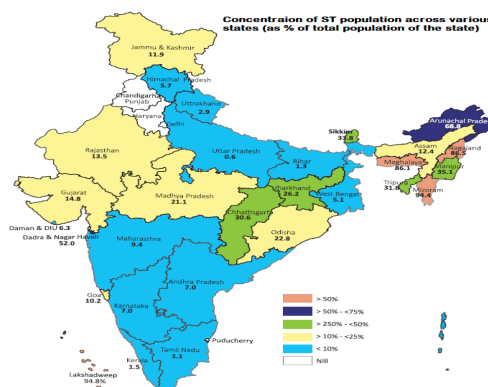 Concentraion of ST population across various
states (as % of total population of the state)
Jammu & Kashmir
11.9
Himachal Pradesh
5.7
Chandigarh
Punjab
Uttrakhand
2.9
Haryana
Delhi
Rajasthan
13.5
Uttar Pradesh
0.6
Bihar
1.3
Sikkim
33.8
Arunachal Prade
68.8
Assam
12.4
Nagaland
86.5
Meghalaya
86.1
Manipur
35.1
Tripura
31.8
Mizoram
94.4
Gujarat
14.8
Madhya Pradesh
21.1
Jharkhand
26.2
West Bengal
5.1
Chhattisgarh
30.6
Odisha
22.8
Daman & DIU 6.3
Dadra & Nagar Haveli
52.0
Maharasthra
9.4
Andhra Pradesh
7.0
Goa
10.2
Karnataka
7.0
Puducherry
Tamil Nadu
1.1
Kerala
1.5
Lakshadweep
94.8%
> 50%
> 50% - <75%
> 250% - <50%
> 10% - <25%
< 10%
Nill